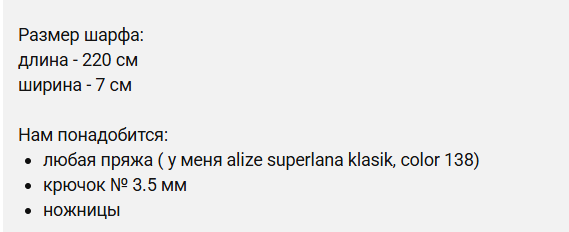 Размер шарфа:
длина - 220 см
ширина - 7 см
Нам понадобится:
• любая пряжа ( у меня alize superlana klasik, color 138)
• крючок № 3.5 мм
• ножницы